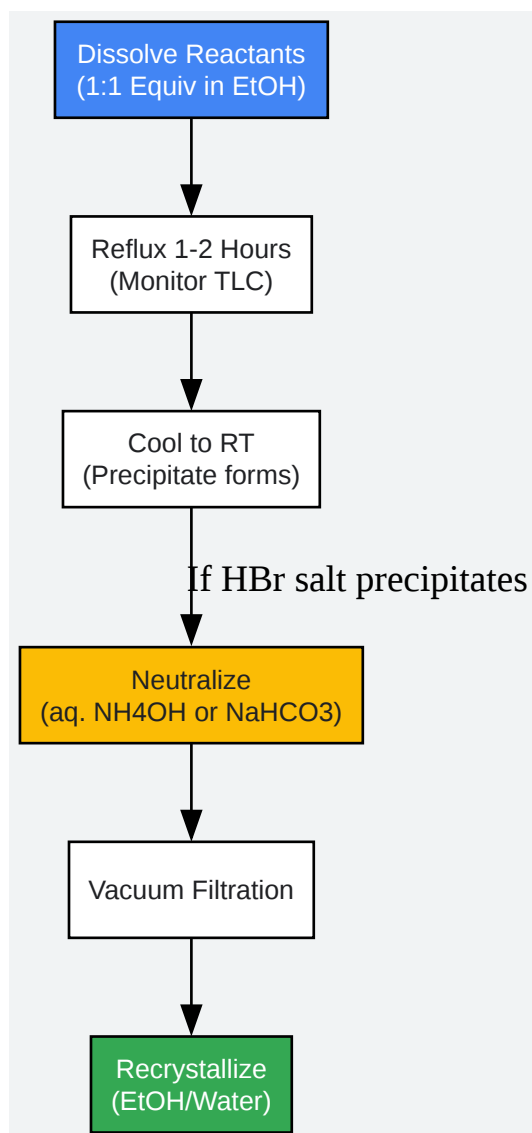 Dissolve Reactants
(1:1 Equiv in EtOH)
Reflux 1-2 Hours
(Monitor TLC)
Cool to RT
(Precipitate forms)
If HBr salt precipitates
Neutralize
(aq. NH4OH or NaHCO3)
Vacuum Filtration
Recrystallize
(EtOH/Water)